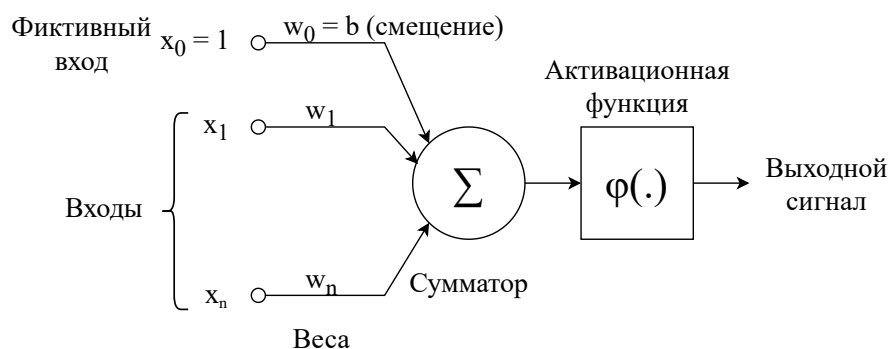 Фиктивный
вход
x₀ = 1
w₀ = b (смещение)
Активационная
функция
x₁
w₁
Входы
∑
φ(.)
Выходной
сигнал
xₙ
wₙ
Сумматор
Веса